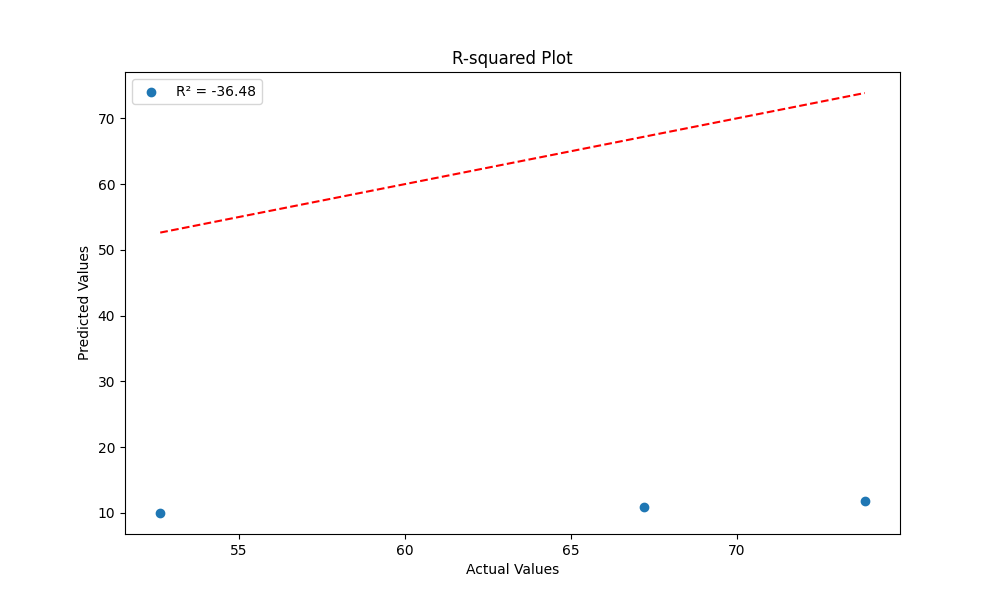 R-squared Plot
R² = -36.48
70
60
50
40
30
20
10
Predicted Values
55 60 65 70
Actual Values